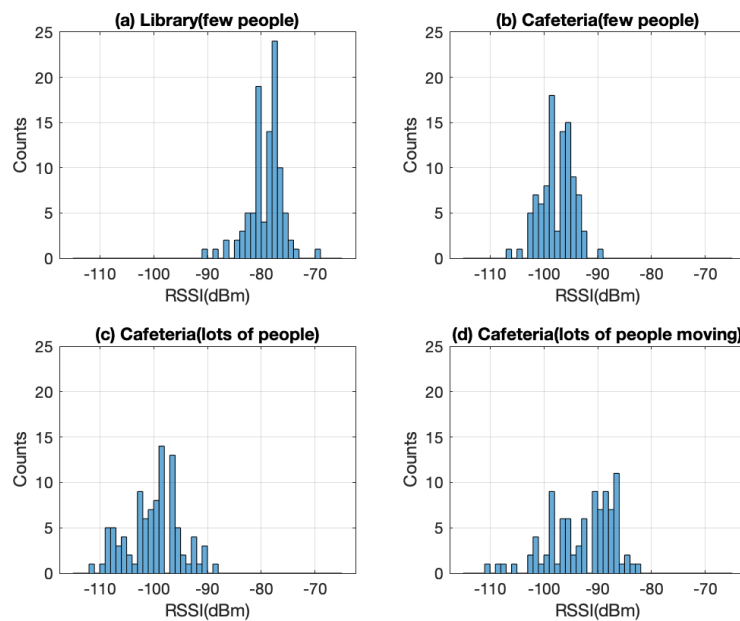 (a) Library(few people)
25
20
15
10
5
0
Counts
-110 -100 -90 -80 -70
RSSI(dBm)
(b) Cafeteria(few people)
25
20
15
10
5
0
Counts
-110 -100 -90 -80 -70
RSSI(dBm)
(c) Cafeteria(lots of people)
25
20
15
10
5
0
Counts
-110 -100 -90 -80 -70
RSSI(dBm)
(d) Cafeteria(lots of people moving)
25
20
15
10
5
0
Counts
-110 -100 -90 -80 -70
RSSI(dBm)